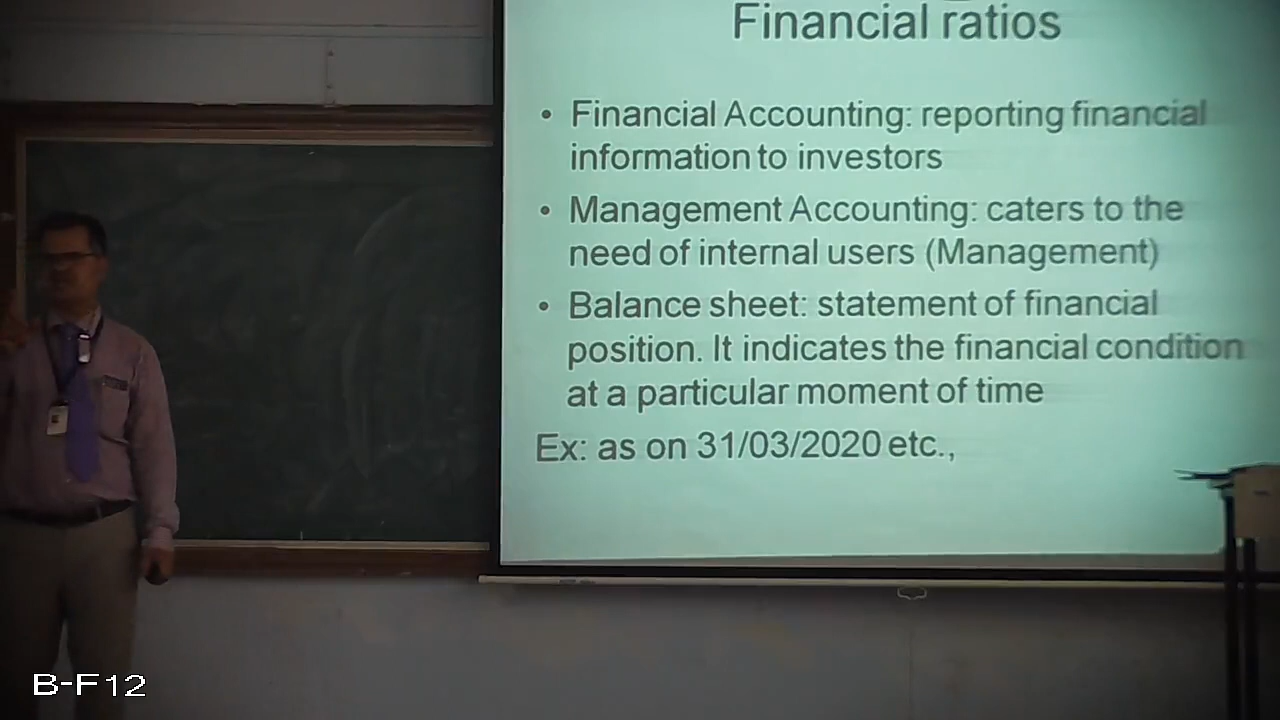 Financial ratios
• Financial Accounting: reporting financial
information to investors
• Management Accounting: caters to the
need of internal users (Management)
• Balance sheet: statement of financial
position. It indicates the financial condition
at a particular moment of time
Ex: as on 31/03/2020 etc.,
B-F12